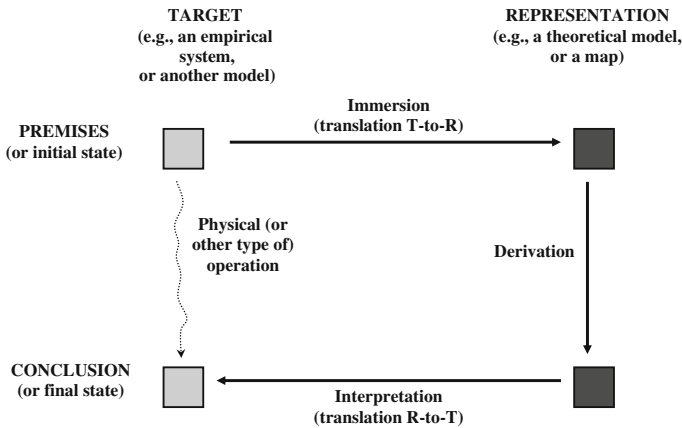 TARGET
(e.g., an empirical
system,
or another model)
REPRESENTATION
(e.g., a theoretical model,
or a map)
PREMISES
(or initial state)
Immersion
(translation T-to-R)
Physical (or
other type of)
operation
Derivation
CONCLUSION
(or final state)
Interpretation
(translation R-to-T)